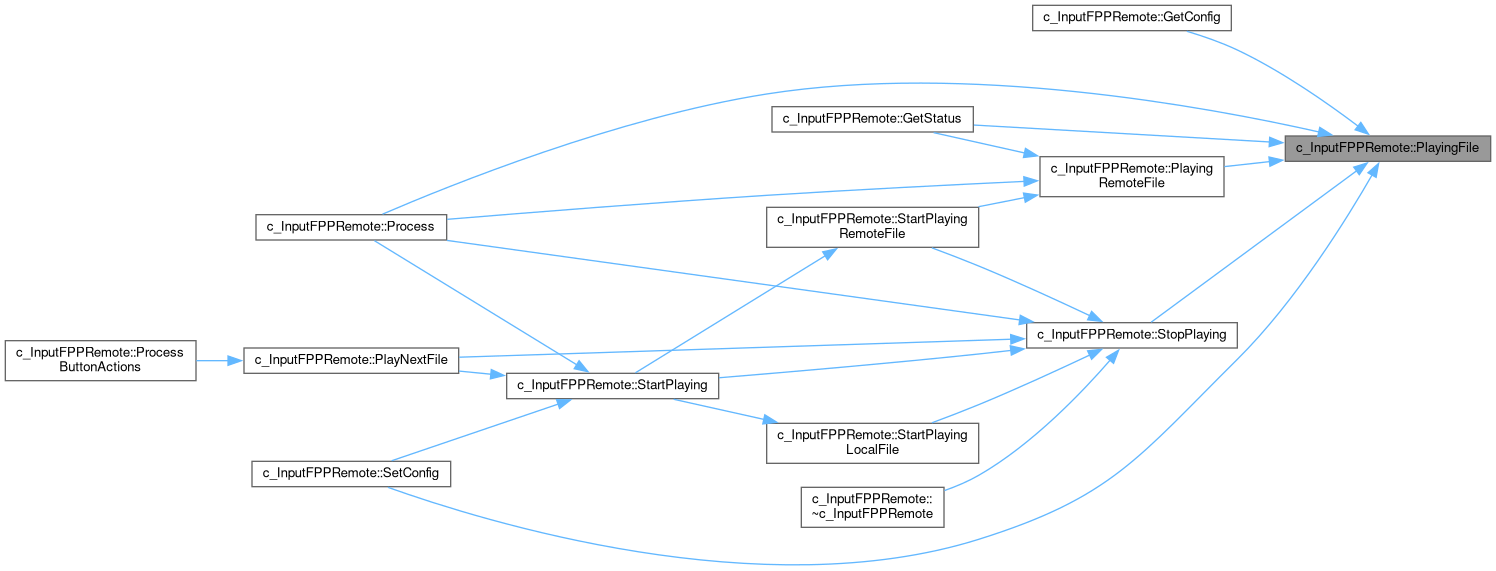 c_InputFPPRemote::GetConfig
c_InputFPPRemote::GetStatus
c_InputFPPRemote::PlayingFile
c_InputFPPRemote::Playing
RemoteFile
c_InputFPPRemote::Process
c_InputFPPRemote::StartPlaying
RemoteFile
c_InputFPPRemote::StopPlaying
c_InputFPPRemote::Process
ButtonActions
c_InputFPPRemote::PlayNextFile
c_InputFPPRemote::StartPlaying
c_InputFPPRemote::StartPlaying
LocalFile
c_InputFPPRemote::SetConfig
c_InputFPPRemote::
~c_InputFPPRemote